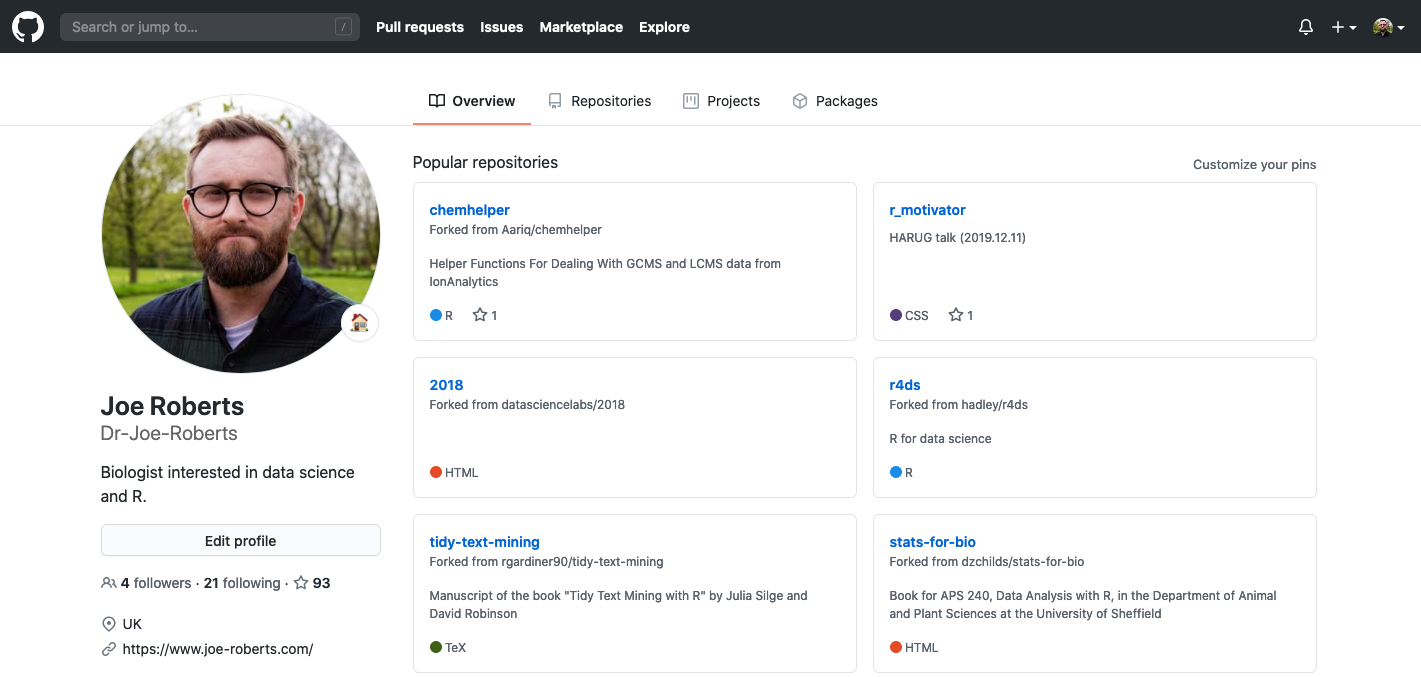 Search or jump to...
/
Pull requests
Issues
Marketplace
Explore
Overview
Repositories
Projects
Packages
Joe Roberts
Dr-Joe-Roberts
Biologist interested in data science
and R.
Edit profile
4 followers · 21 following · 93
UK
https://www.joe-roberts.com/
Popular repositories
Customize your pins
chemhelper
Forked from Aariq/chemhelper
Helper Functions For Dealing With GCMS and LCMS data from
IonAnalytics
R 1
r_motivator
HARUG talk (2019.12.11)
CSS 1
2018
Forked from datasciencelabs/2018
HTML
r4ds
Forked from hadley/r4ds
R for data science
R
tidy-text-mining
Forked from rgardiner90/tidy-text-mining
Manuscript of the book "Tidy Text Mining with R" by Julia Silge and
David Robinson
TeX
stats-for-bio
Forked from dzchilds/stats-for-bio
Book for APS 240, Data Analysis with R, in the Department of Animal
and Plant Sciences at the University of Sheffield
HTML